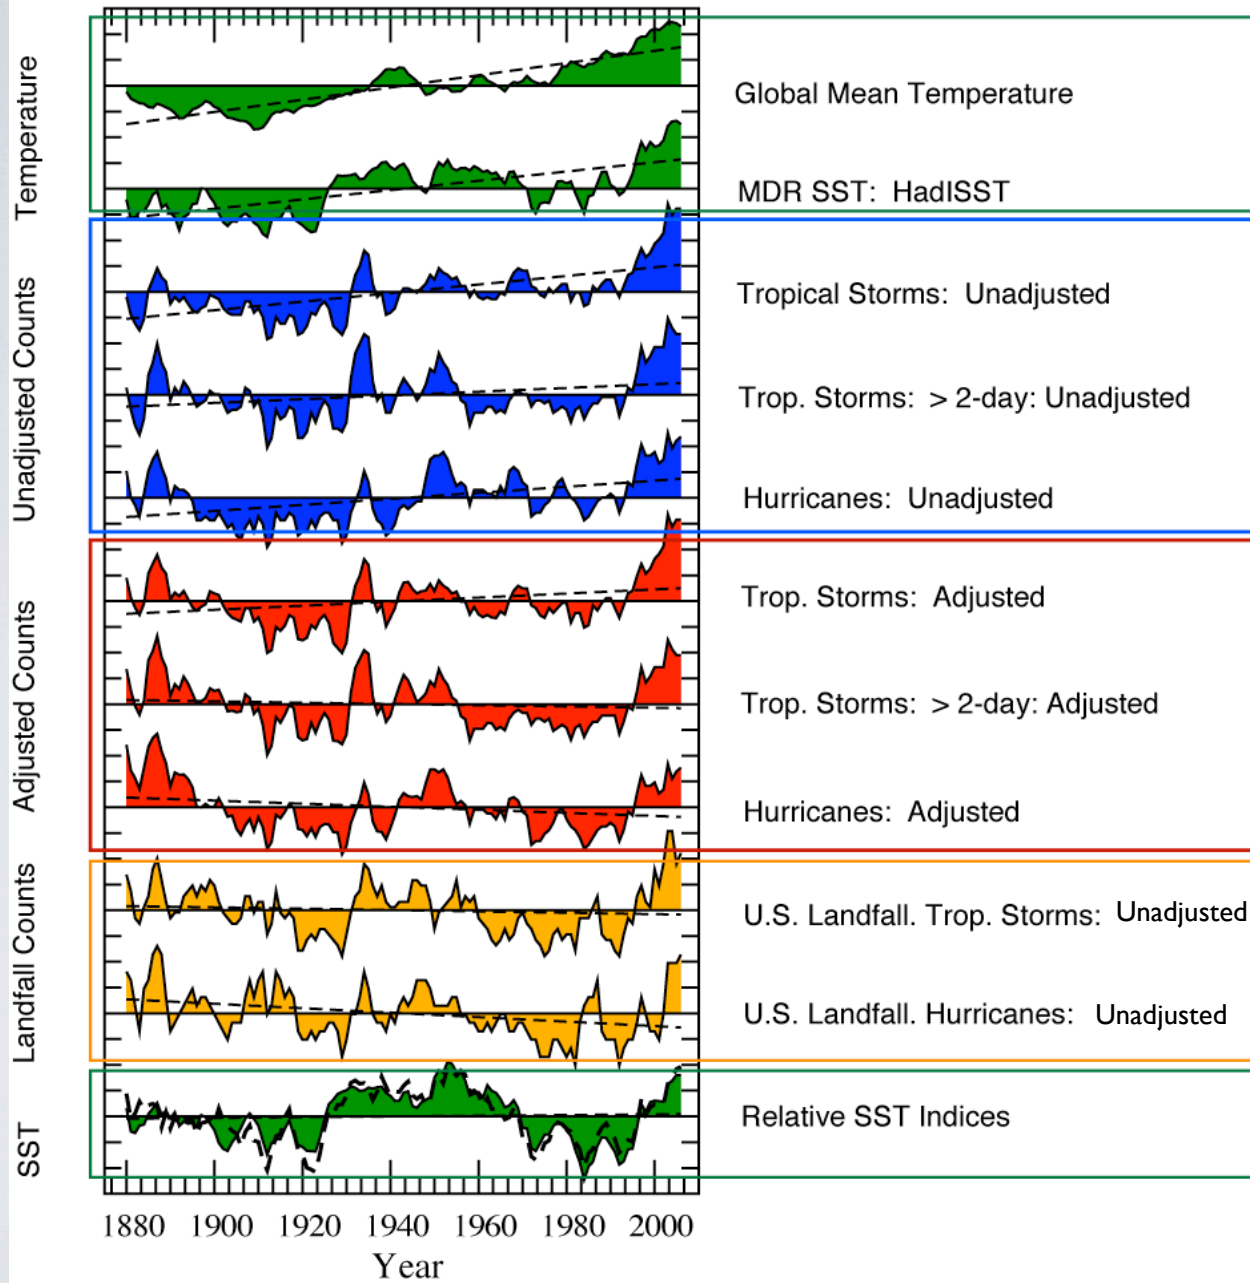 Temperature
Global Mean Temperature
MDR SST: HadISST
Unadjusted Counts
Tropical Storms: Unadjusted
Trop. Storms: > 2-day: Unadjusted
Hurricanes: Unadjusted
Adjusted Counts
Trop. Storms: Adjusted
Trop. Storms: > 2-day: Adjusted
Hurricanes: Adjusted
Landfall Counts
U.S. Landfall. Trop. Storms: Unadjusted
U.S. Landfall. Hurricanes: Unadjusted
SST
Relative SST Indices
1880 1900 1920 1940 1960 1980 2000
Year